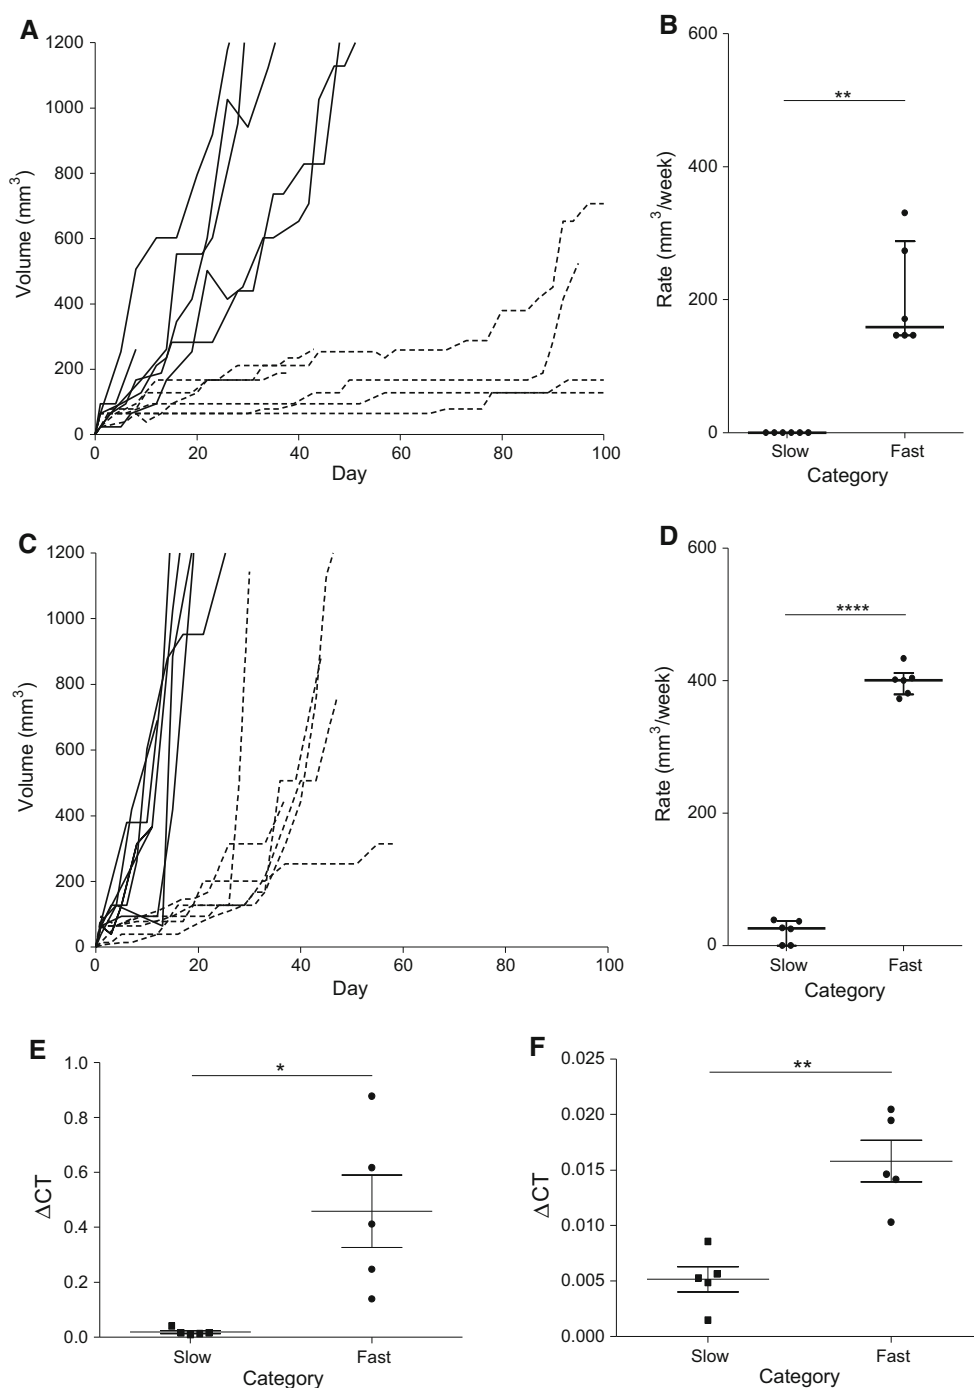 A
1200
1000
800
600
400
200
0
Volume (mm³)
0 20 40 60 80 100
Day
B
600
400
200
0
Rate (mm³/week)
**
Slow Fast
Category
C
1200
1000
800
600
400
200
0
Volume (mm³)
0 20 40 60 80 100
Day
D
600
400
200
0
Rate (mm³/week)
****
Slow Fast
Category
E
1.0
0.8
0.6
0.4
0.2
0.0
ΔCT
*
Slow Fast
Category
F
0.025
0.020
0.015
0.010
0.005
0.000
ΔCT
**
Slow Fast
Category